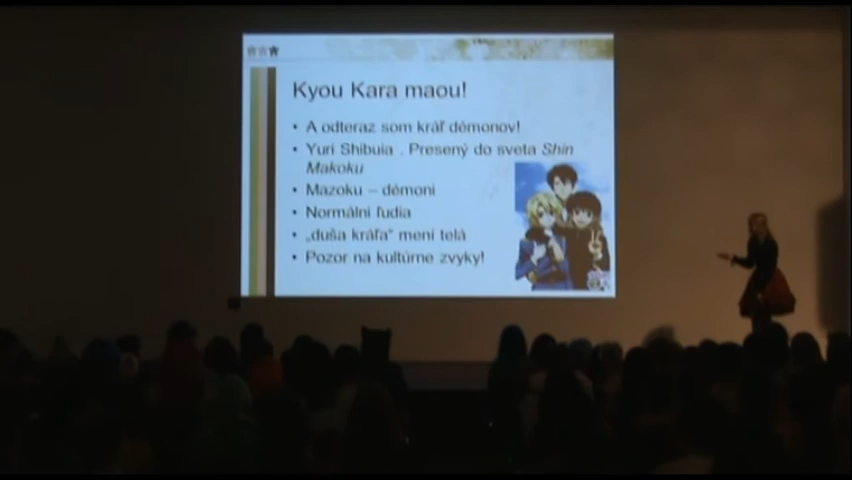 Kyou Kara maou!
• A odteraz som kráľ démonov!
• Yuri Shibuia . Presený do sveta Shin
Makoku
• Mazoku – démoni
• Normálni ľudia
• „duša kráľa“ mení telá
• Pozor na kultúrne zvyky!